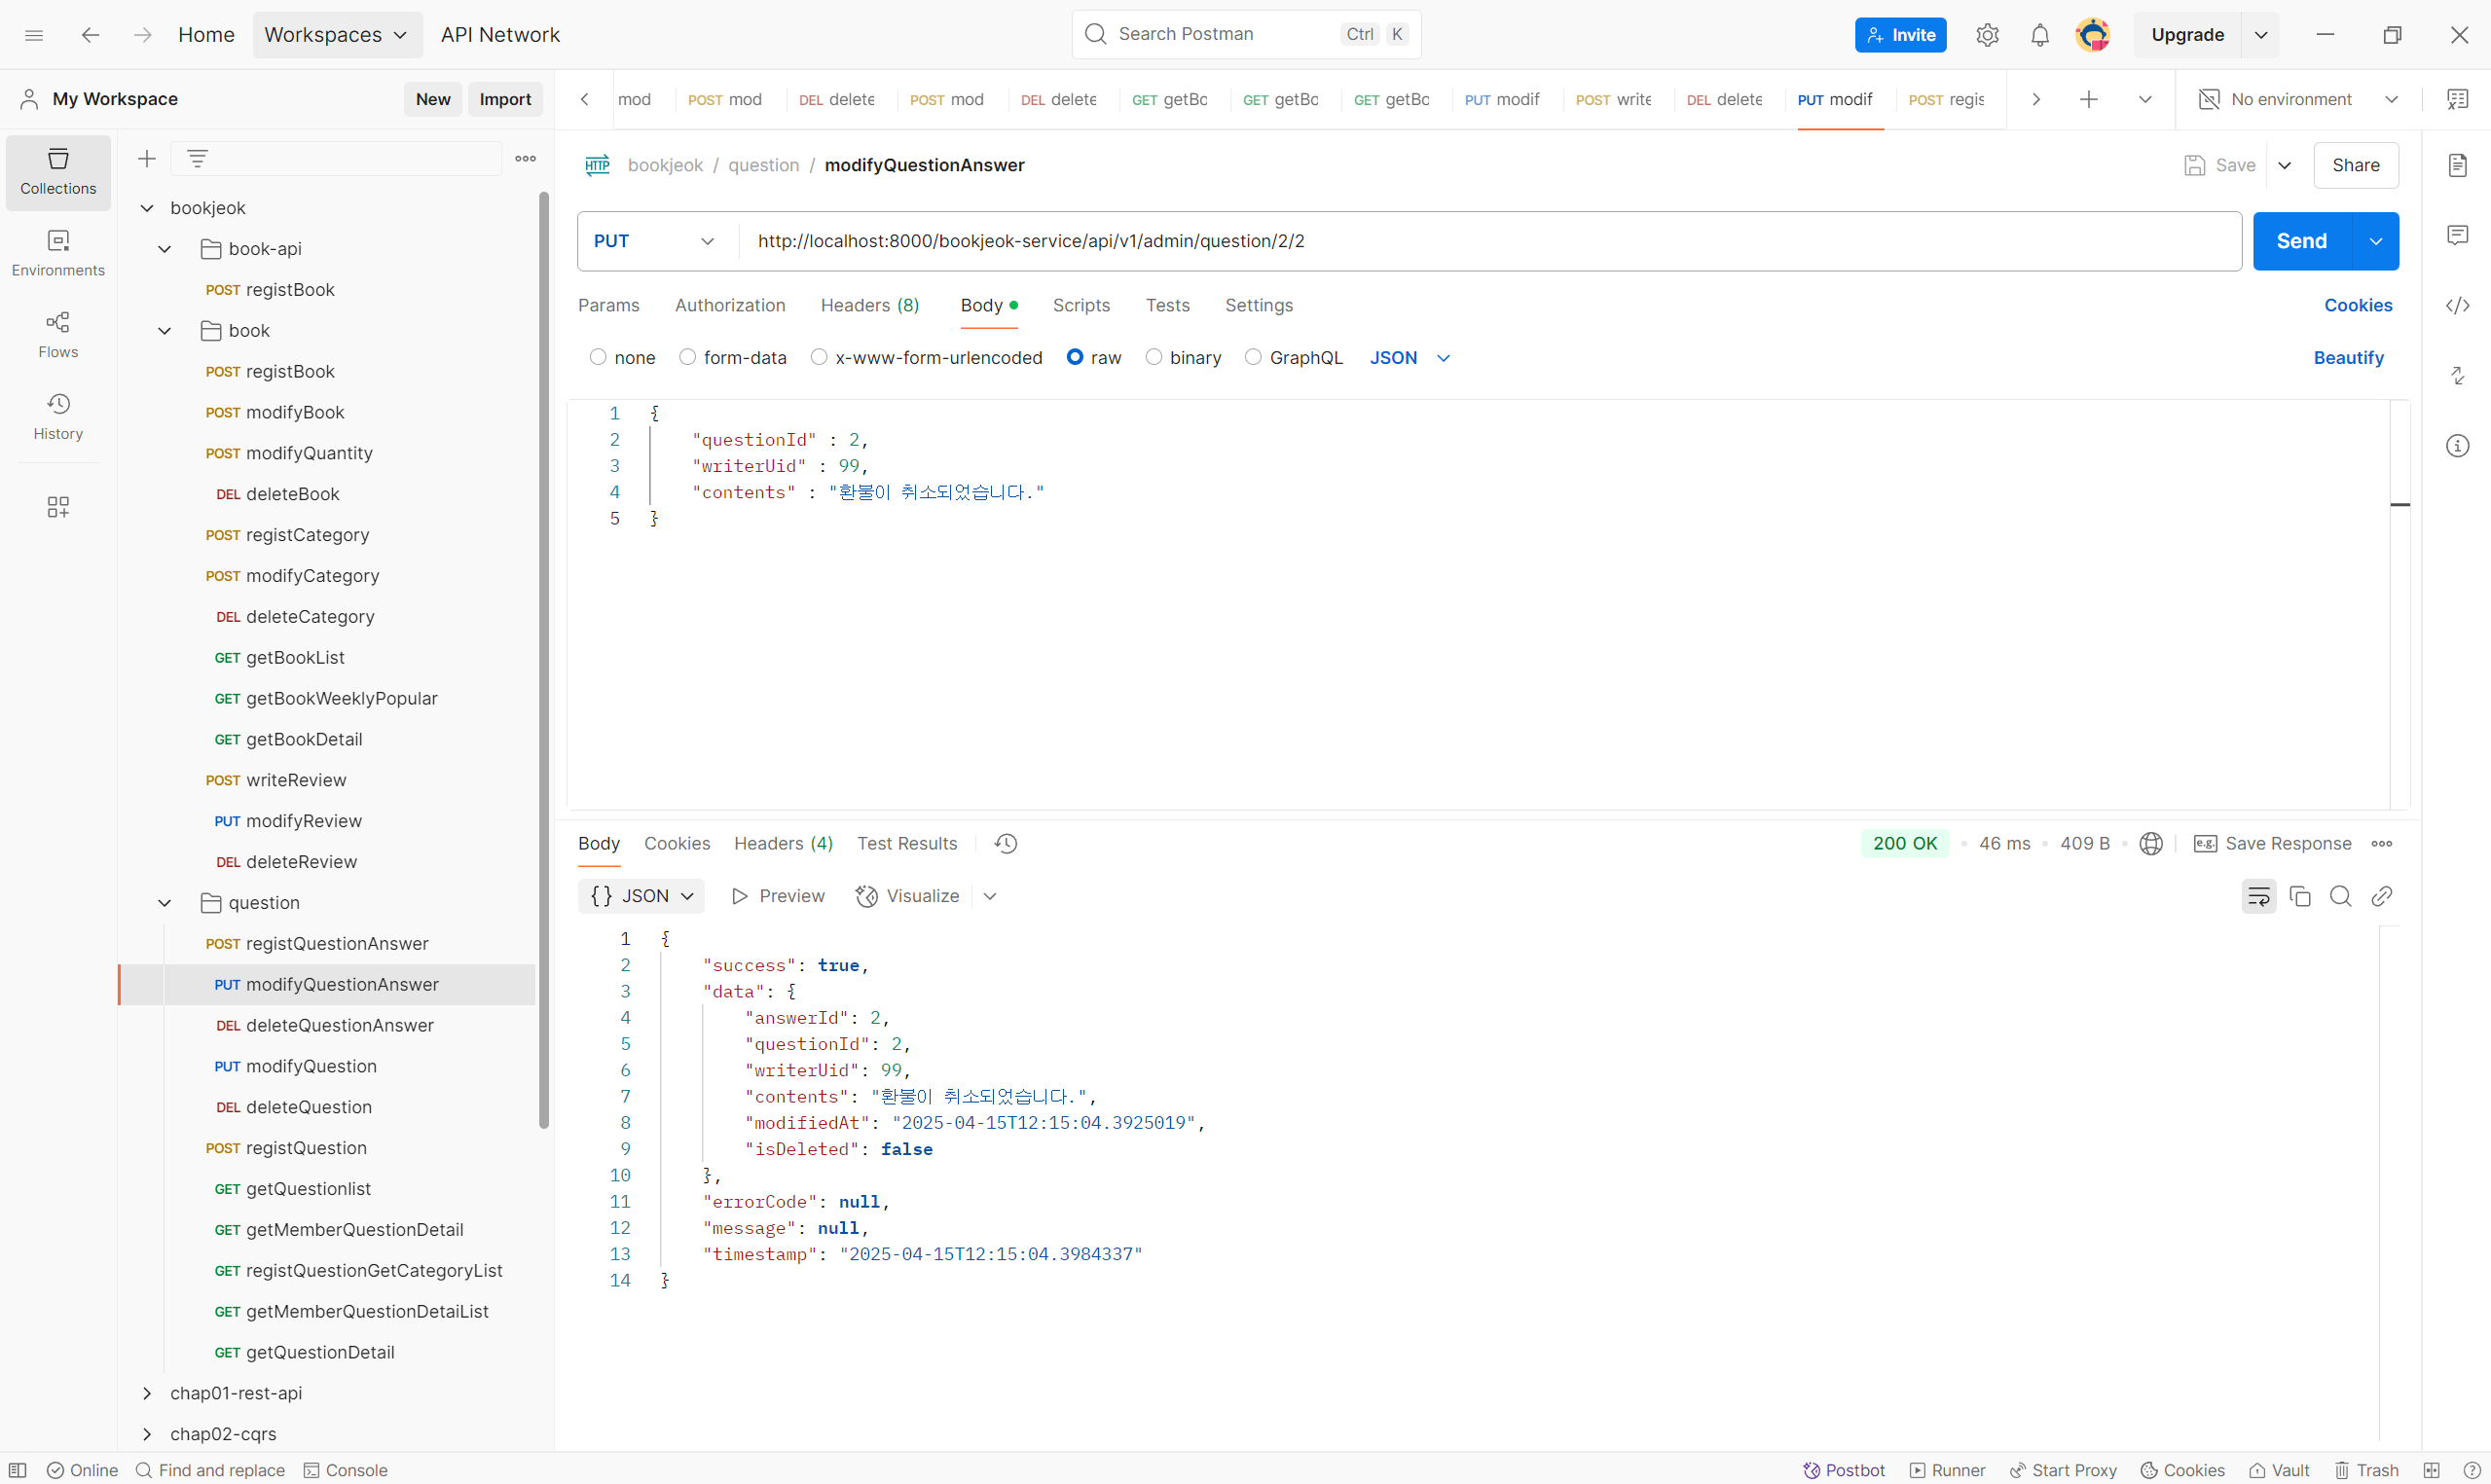 Home Workspaces API Network Search Postman Ctrl K Invite Upgrade
My Workspace New Import
mod POST mod DEL delete POST mod DEL delete GET getBo GET getBo GET getBo PUT modif POST write DEL delete PUT modif POST regis No environment
Collections
Environments
Flows
History
bookjeok
book-api
POST registBook
book
POST registBook
POST modifyBook
POST modifyQuantity
DEL deleteBook
POST registCategory
POST modifyCategory
DEL deleteCategory
GET getBookList
GET getBookWeeklyPopular
GET getBookDetail
POST writeReview
PUT modifyReview
DEL deleteReview
question
POST registQuestionAnswer
PUT modifyQuestionAnswer
DEL deleteQuestionAnswer
PUT modifyQuestion
DEL deleteQuestion
POST registQuestion
GET getQuestionlist
GET getMemberQuestionDetail
GET registQuestionGetCategoryList
GET getMemberQuestionDetaiList
GET getQuestionDetail
chap01-rest-api
chap02-cqrs
HTTP bookjeok / question / modifyQuestionAnswer Save Share
PUT http://localhost:8000/bookjeok-service/api/v1/admin/question/2/2 Send
Params Authorization Headers (8) Body Scripts Tests Settings Cookies
none form-data x-www-form-urlencoded raw binary GraphQL JSON Beautify
1 {
2 "questionId" : 2,
3 "writerUid" : 99,
4 "contents" : "환불이 취소되었습니다."
5 }
Body Cookies Headers (4) Test Results 200 OK 46 ms 409 B e.g. Save Response
{} JSON Preview Visualize
1 {
2 "success": true,
3 "data": {
4 "answerId": 2,
5 "questionId": 2,
6 "writerUid": 99,
7 "contents": "환불이 취소되었습니다.",
8 "modifiedAt": "2025-04-15T12:15:04.3925019",
9 "isDeleted": false
10 },
11 "errorCode": null,
12 "message": null,
13 "timestamp": "2025-04-15T12:15:04.3984337"
14 }
Online Find and replace Console Postbot Runner Start Proxy Cookies Vault Trash